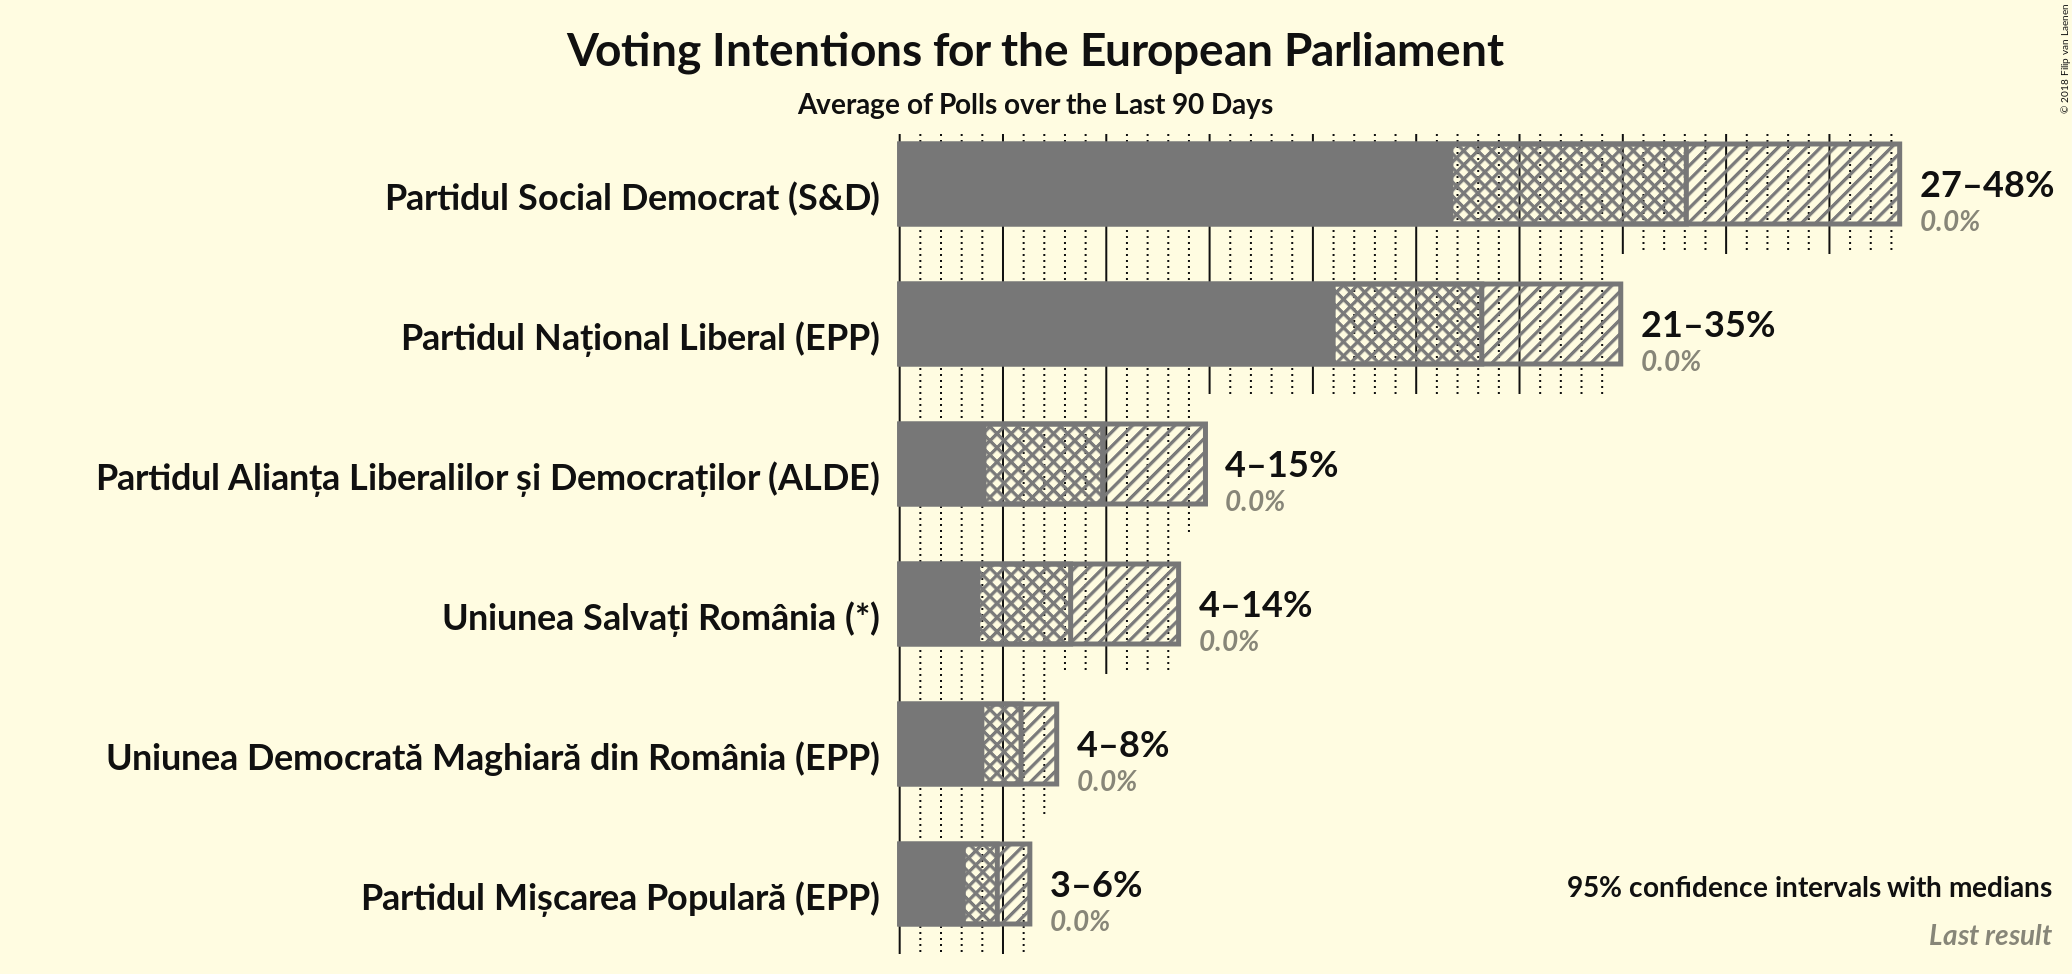 Voting Intentions for the European Parliament
Average of Polls over the Last 90 Days
© 2018 Filip van Laenen
Partidul Social Democrat (S&D)
27–48%
0.0%
Partidul Național Liberal (EPP)
21–35%
0.0%
Partidul Alianța Liberalilor și Democraților (ALDE)
4–15%
0.0%
Uniunea Salvați România (*)
4–14%
0.0%
Uniunea Democrată Maghiară din România (EPP)
4–8%
0.0%
Partidul Mișcarea Populară (EPP)
3–6%
0.0%
95% confidence intervals with medians
Last result